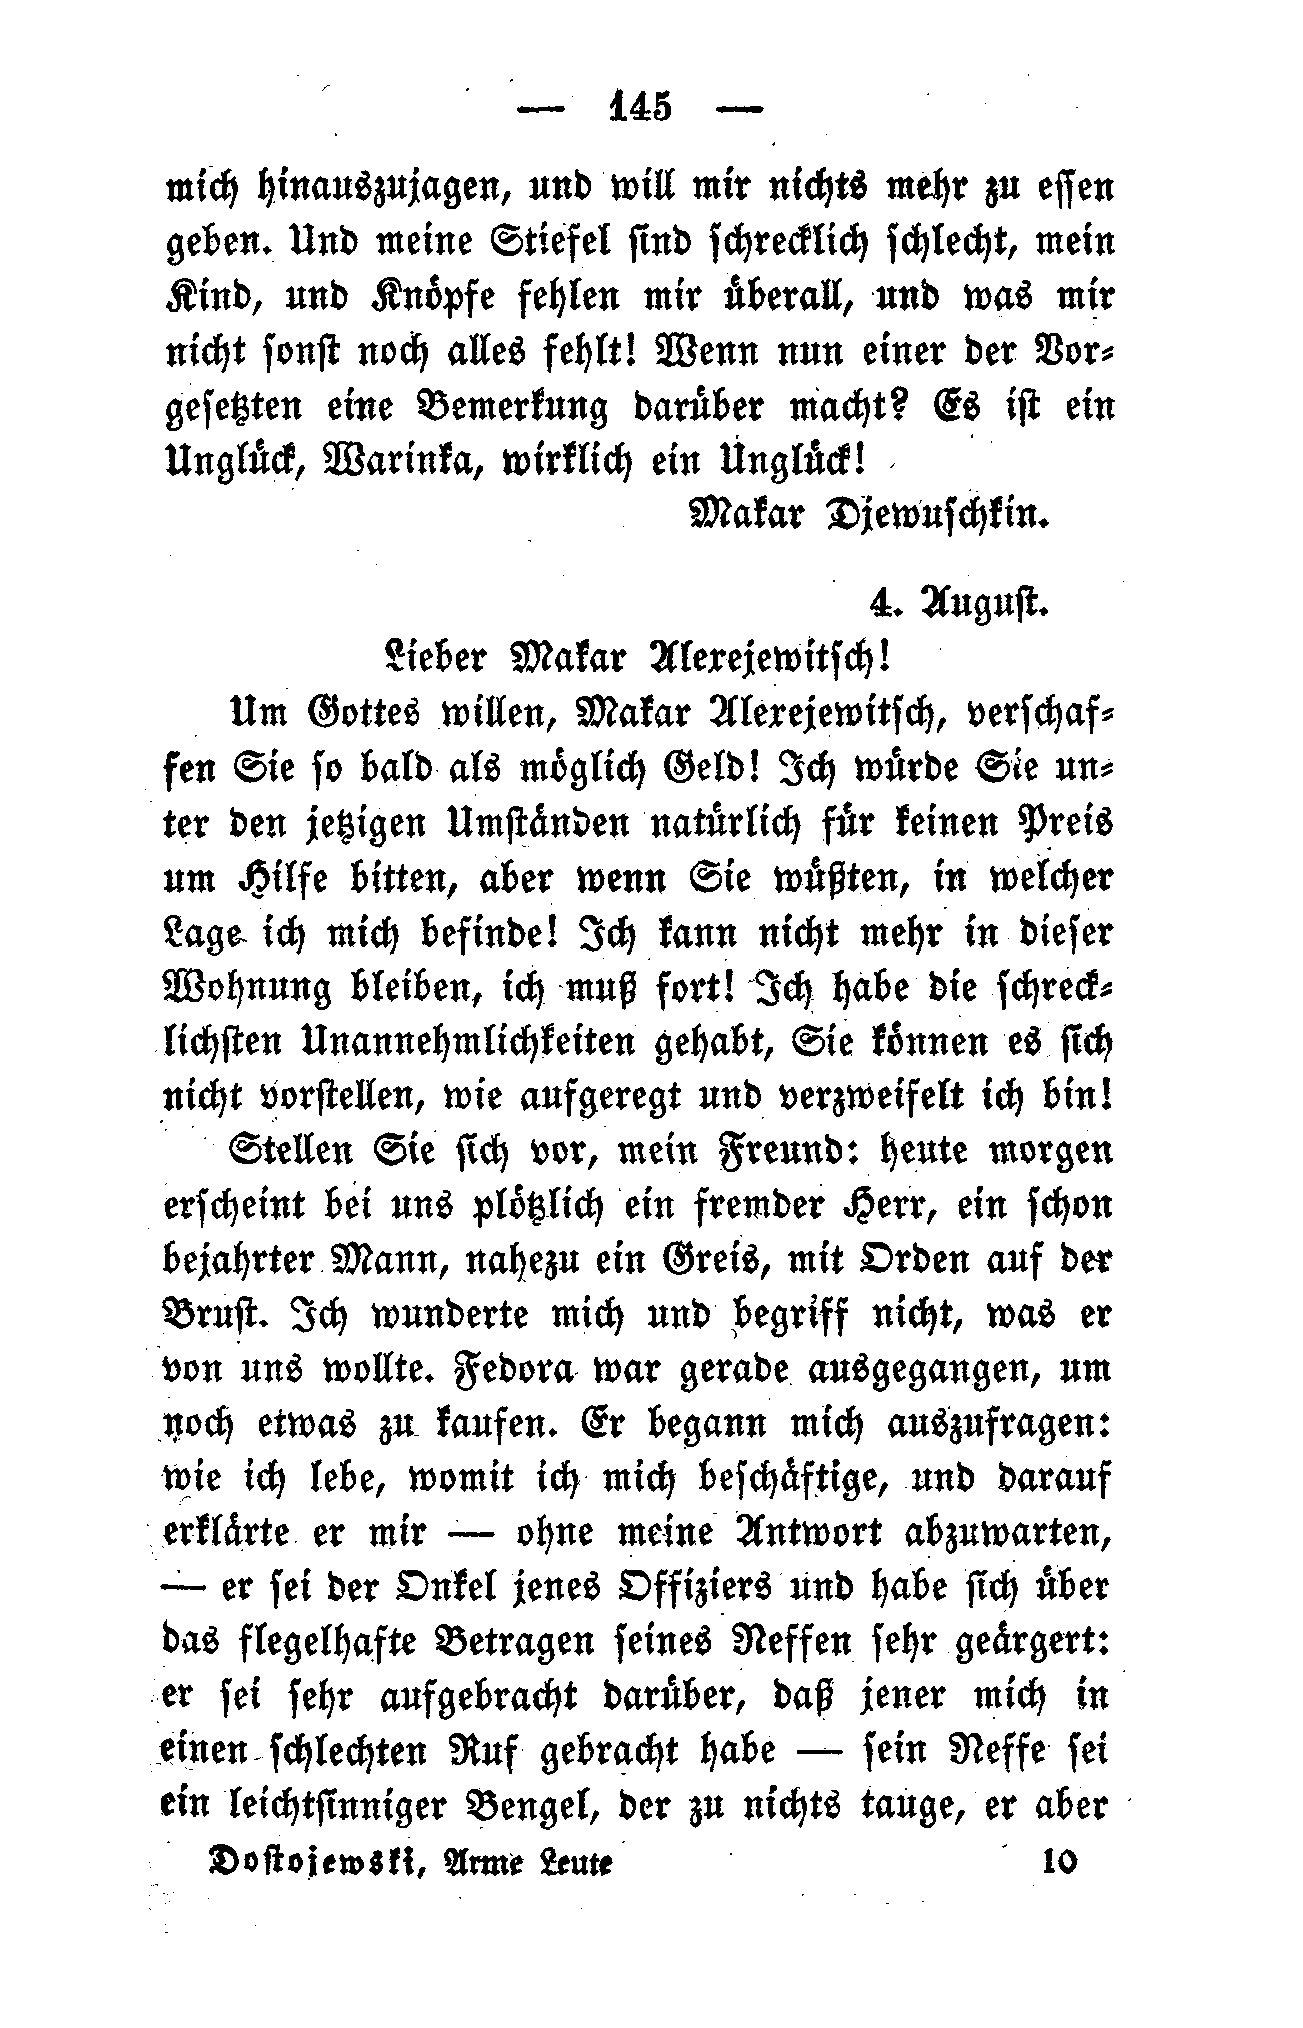 — 145 —
mich hinauszujagen, und will mir nichts mehr zu essen
geben. Und meine Stiefel sind schrecklich schlecht, mein
Kind, und Knöpfe fehlen mir überall, und was mir
nicht sonst noch alles fehlt! Wenn nun einer der Vor-
gesetzten eine Bemerkung darüber macht? Es ist ein
Unglück, Warinka, wirklich ein Unglück!
Makar Djewuschkin.
4. August.
Lieber Makar Alexejewitsch!
Um Gottes willen, Makar Alexejewitsch, verschaf-
fen Sie so bald als möglich Geld! Ich würde Sie un-
ter den jetzigen Umständen natürlich für keinen Preis
um Hilfe bitten, aber wenn Sie wüßten, in welcher
Lage ich mich befinde! Ich kann nicht mehr in dieser
Wohnung bleiben, ich muß fort! Ich habe die schreck-
lichsten Unannehmlichkeiten gehabt, Sie können es sich
nicht vorstellen, wie aufgeregt und verzweifelt ich bin!
Stellen Sie sich vor, mein Freund: heute morgen
erscheint bei uns plötzlich ein fremder Herr, ein schon
bejahrter Mann, nahezu ein Greis, mit Orden auf der
Brust. Ich wunderte mich und begriff nicht, was er
von uns wollte. Fedora war gerade ausgegangen, um
noch etwas zu kaufen. Er begann mich auszufragen:
wie ich lebe, womit ich mich beschäftige, und darauf
erklärte er mir — ohne meine Antwort abzuwarten,
— er sei der Onkel jenes Offiziers und habe sich über
das flegelhafte Betragen seines Neffen sehr geärgert:
er sei sehr aufgebracht darüber, daß jener mich in
einen schlechten Ruf gebracht habe — sein Neffe sei
ein leichtsinniger Bengel, der zu nichts tauge, er aber
Dostojewski, Arme Leute 10